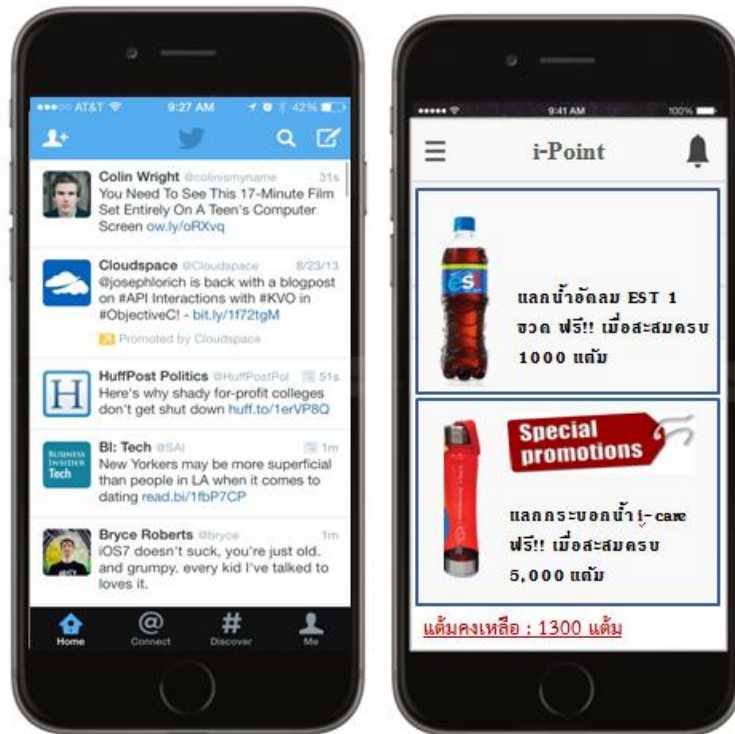 AT&T 9:27 AM 42%
Colin Wright @colinismyname 31s
You Need To See This 17-Minute Film
Set Entirely On A Teen's Computer
Screen ow.ly/oRXvq
Cloudspace @Cloudspace 8/23/13
@josephlorich is back with a blogpost
on #API Interactions with #KVO in
#ObjectiveC! - bit.ly/1f72tgM
Promoted by Cloudspace
HuffPost Politics @HuffPostPol 51s
Here's why shady for-profit colleges
don't get shut down huff.to/1erVP8Q
BI: Tech @SAI 1m
New Yorkers may be more superficial
than people in LA when it comes to
dating read.bi/1fbP7CP
Bryce Roberts @bryce 1m
iOS7 doesn't suck, you're just old.
and grumpy. every kid I've talked to
loves it.
Home Connect Discover Me
H
BUSINESS
INSIDER
Tech
9:41 AM 100%
i-Point
est
แลกน้ำอัดลม EST 1
ขวด ฟรี!! เมื่อสะสมครบ
1000 แต้ม
Special
promotions
แลกกระบอกน้ำ i-care
ฟรี!! เมื่อสะสมครบ
5,000 แต้ม
แต้มคงเหลือ : 1300 แต้ม